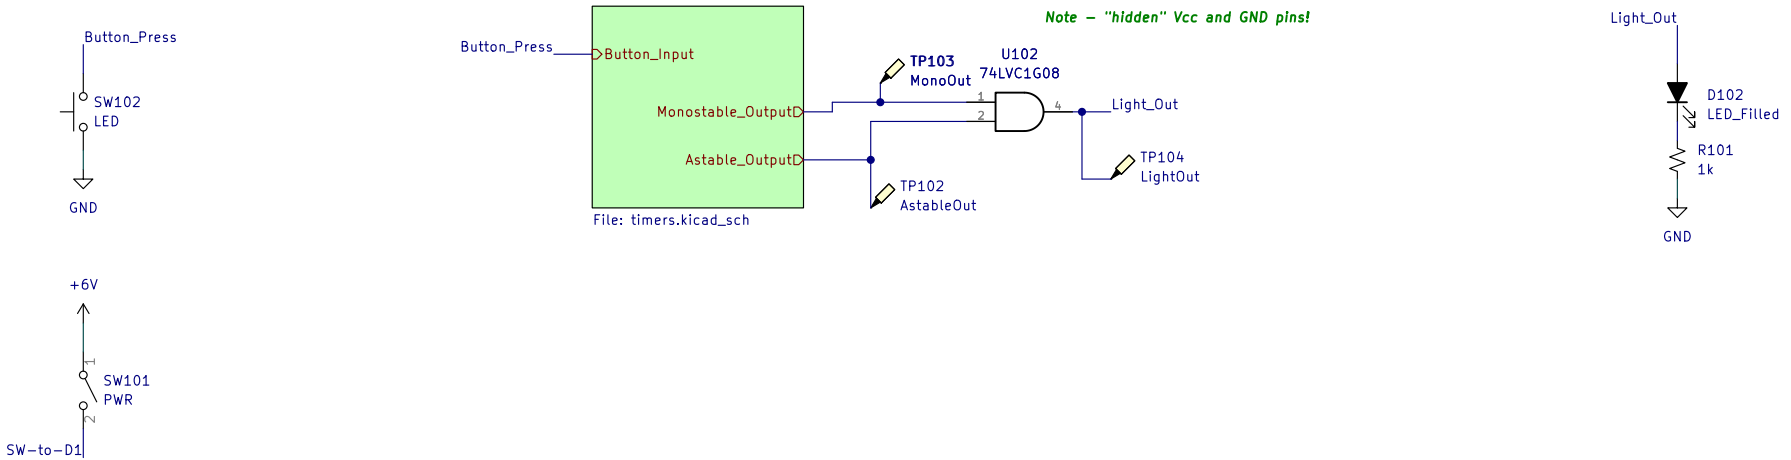 Note - "hidden" Vcc and GND pins!
Light_Out
Button_Press
Button_Press
Button_Input
TP103
MonoOut
U102
74LVC1G08
SW102
LED
Monostable_Output
1
2
4
Light_Out
D102
LED_Filled
Astable_Output
TP102
AstableOut
TP104
LightOut
R101
1k
GND
File: timers.kicad_sch
GND
+6V
1
SW101
PWR
2
SW-to-D1